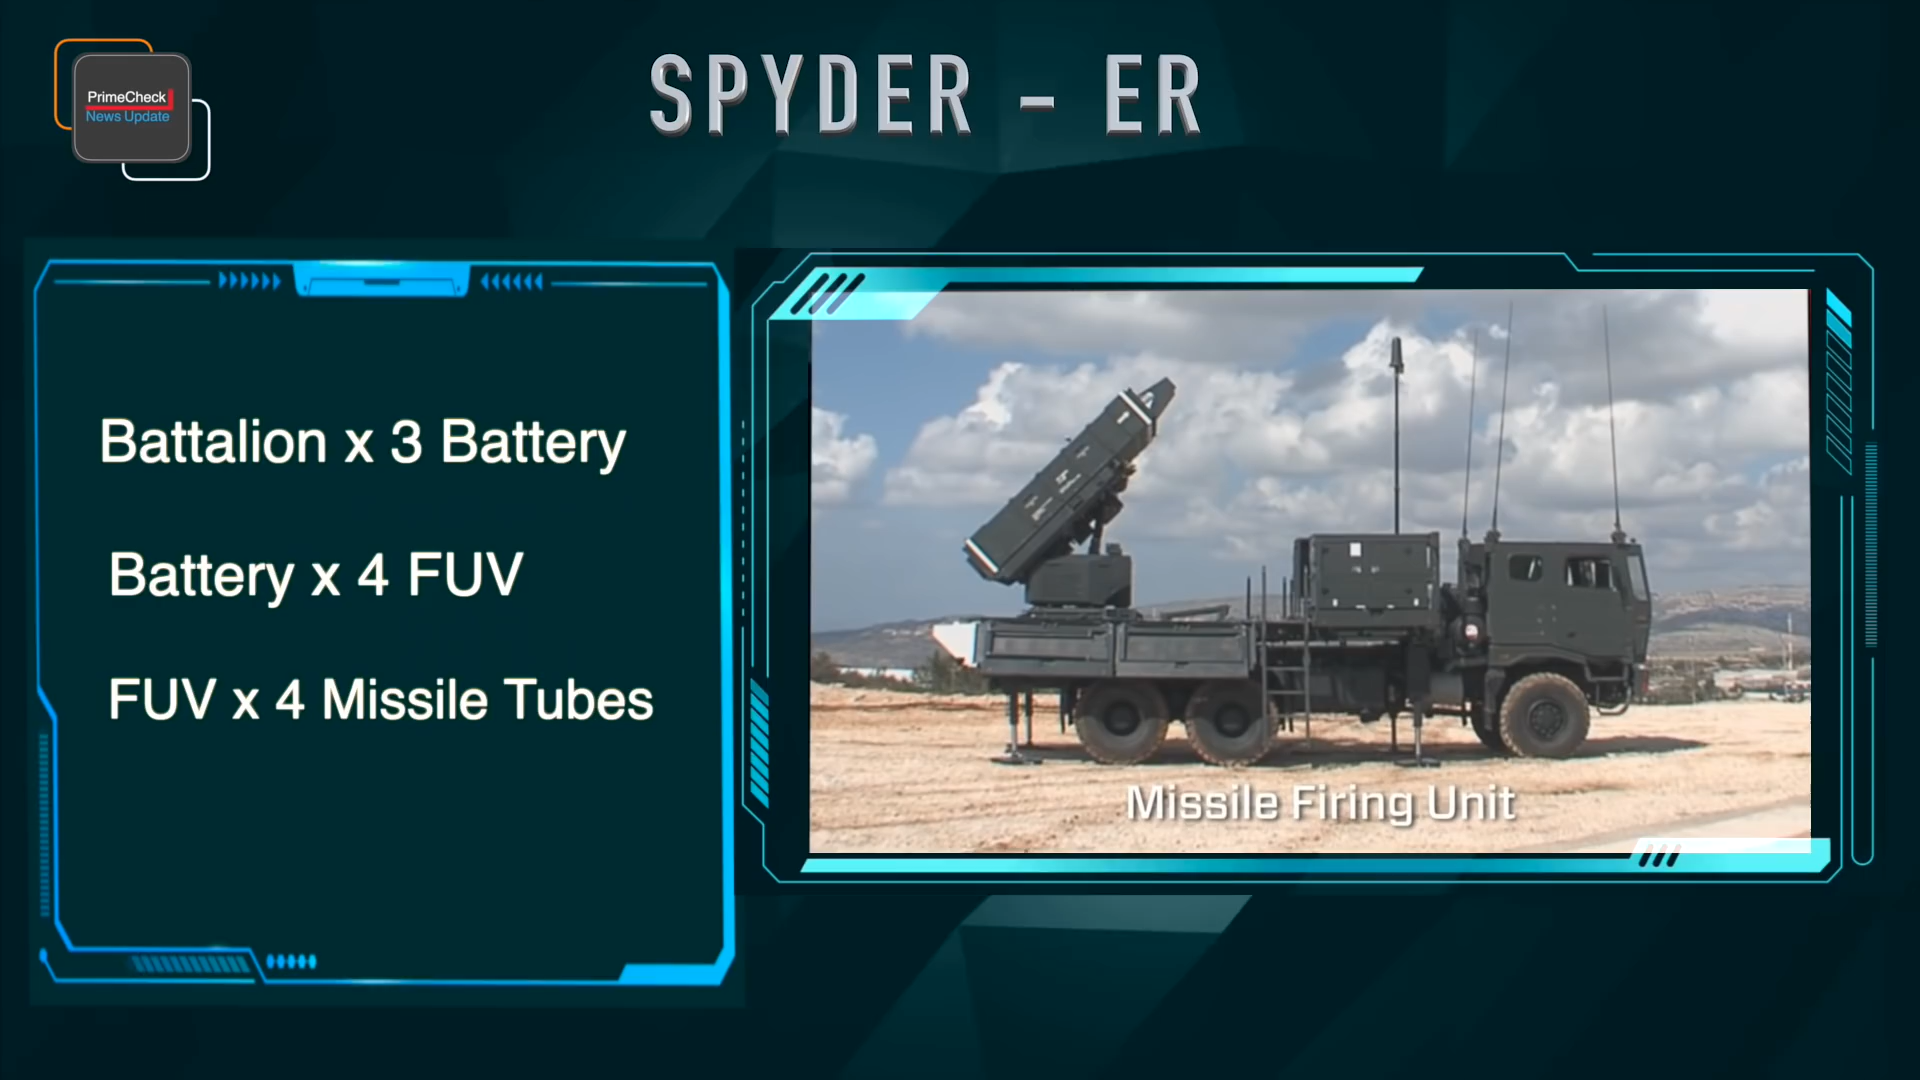 PrimeCheck
News Update
SPYDER - ER
Battalion x 3 Battery
Battery x 4 FUV
FUV x 4 Missile Tubes
Missile Firing Unit